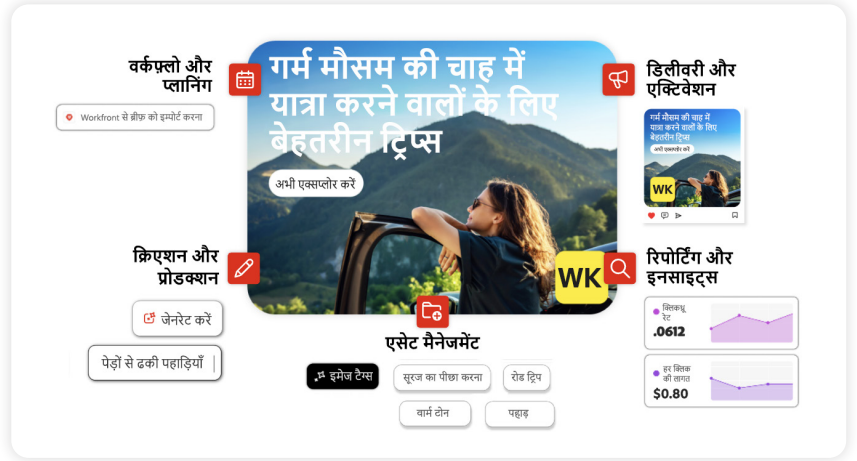 वर्कफ़्लो और
प्लानिंग
Workfront से ब्रीफ़ को इम्पोर्ट करना
गर्म मौसम की चाह में
यात्रा करने वालों के लिए
बेहतरीन ट्रिप्स
अभी एक्सप्लोर करें
WK
डिलीवरी और
एक्टिवेशन
गर्म मौसम की चाह में
यात्रा करने वालों के लिए
बेहतरीन ट्रिप्स
अभी एक्सप्लोर करें
WK
क्रिएशन और
प्रोडक्शन
जेनरेट करें
पेड़ों से ढकी पहाड़ियाँ
एसेट मैनेजमेंट
इमेज टैग्स
सूरज का पीछा करना
रोड ट्रिप
वार्म टोन
पहाड़
रिपोर्टिंग और
इनसाइट्स
क्लिकथ्रू
रेट
.0612
हर क्लिक
की लागत
$0.80